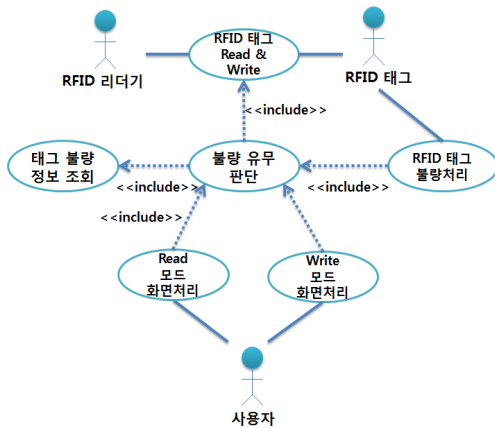 RFID 태그
Read &
Write
RFID 리더기
RFID 태그
<<include>>
태그 불량
정보 조회
불량 유무
판단
RFID 태그
불량처리
<<include>>
<<include>>
<<include>>
Read
모드
화면처리
Write
모드
화면처리
사용자